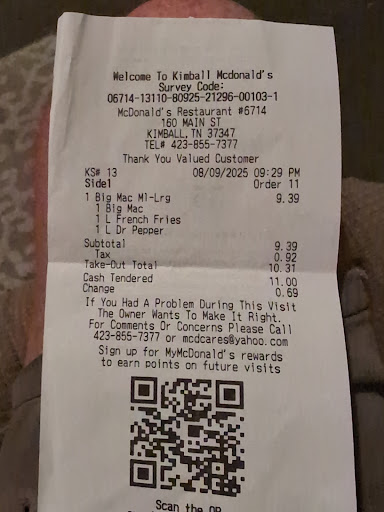 Welcome To Kimball Mcdonald's
Survey Code:
06714-13110-80925-21296-00103-1
McDonald's Restaurant #6714
160 MAIN ST
KIMBALL, TN 37347
TEL# 423-855-7377
Thank You Valued Customer
KS# 13 08/09/2025 09:29 PM
Side1 Order 11
1 Big Mac Ml-Lrg 9.39
1 Big Mac
1 L French Fries
1 L Dr Pepper
Subtotal 9.39
Tax 0.92
Take-Out Total 10.31
Cash Tendered 11.00
Change 0.69
If You Had A Problem During This Visit
The Owner Wants To Make It Right.
For Comments Or Concerns Please Call
423-855-7377 or mcdcares@yahoo.com
Sign up for MyMcDonald's rewards
to earn points on future visits
Scan the QR